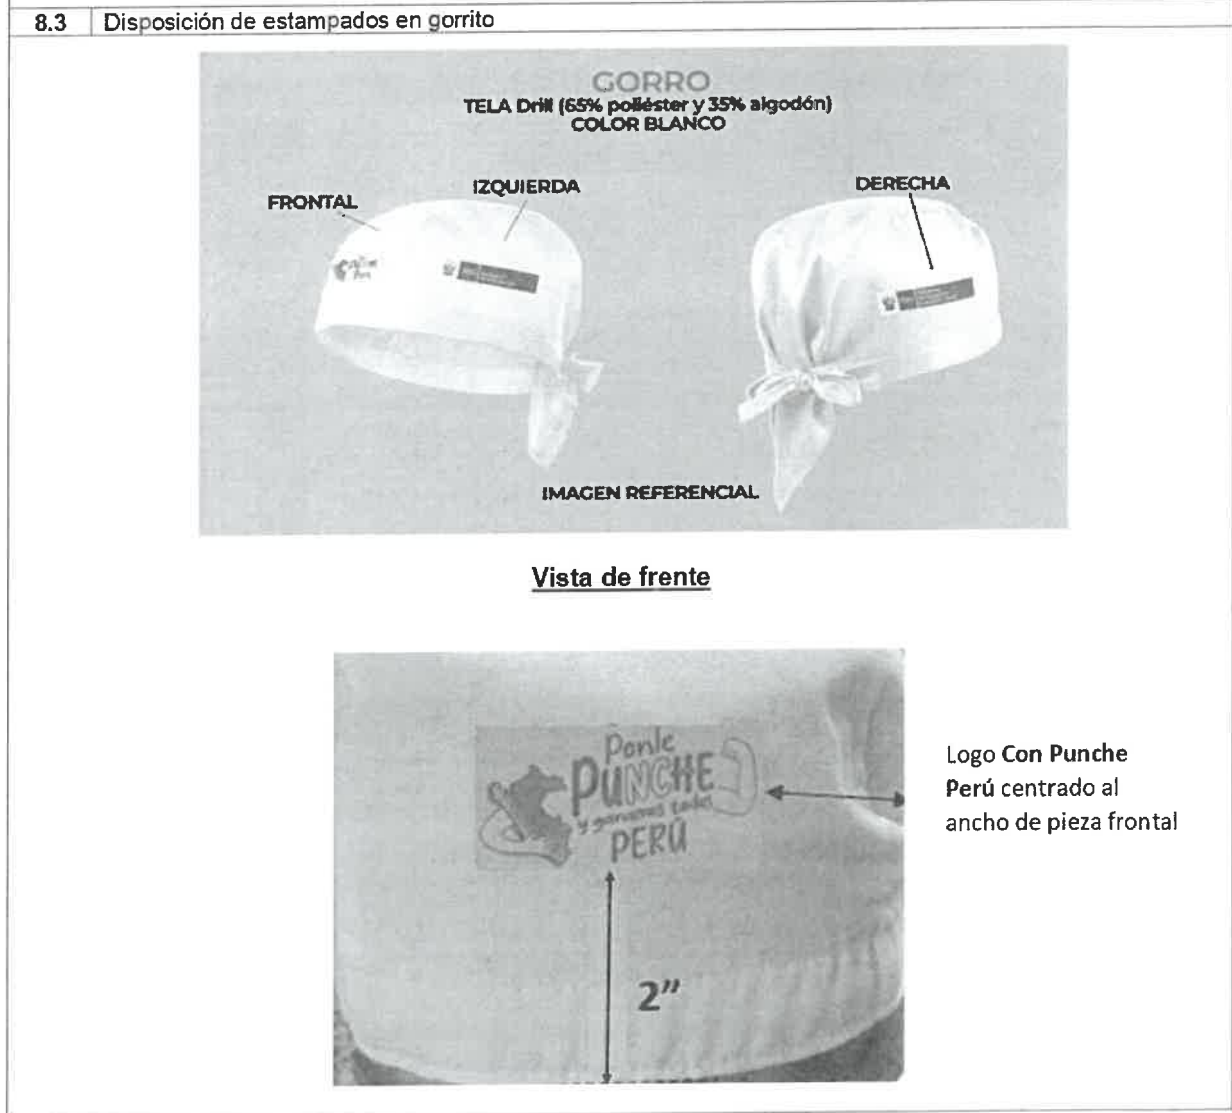 8.3 Disposición de estampados en gorrito
GORRO
TELA Drill (65% poliéster y 35% algodón)
COLOR BLANCO
FRONTAL
IZQUIERDA
DERECHA
IMAGEN REFERENCIAL
Vista de frente
Ponle
PUNCHE
y ganamos todos
PERÚ
2"
Logo Con Punche
Perú centrado al
ancho de pieza frontal